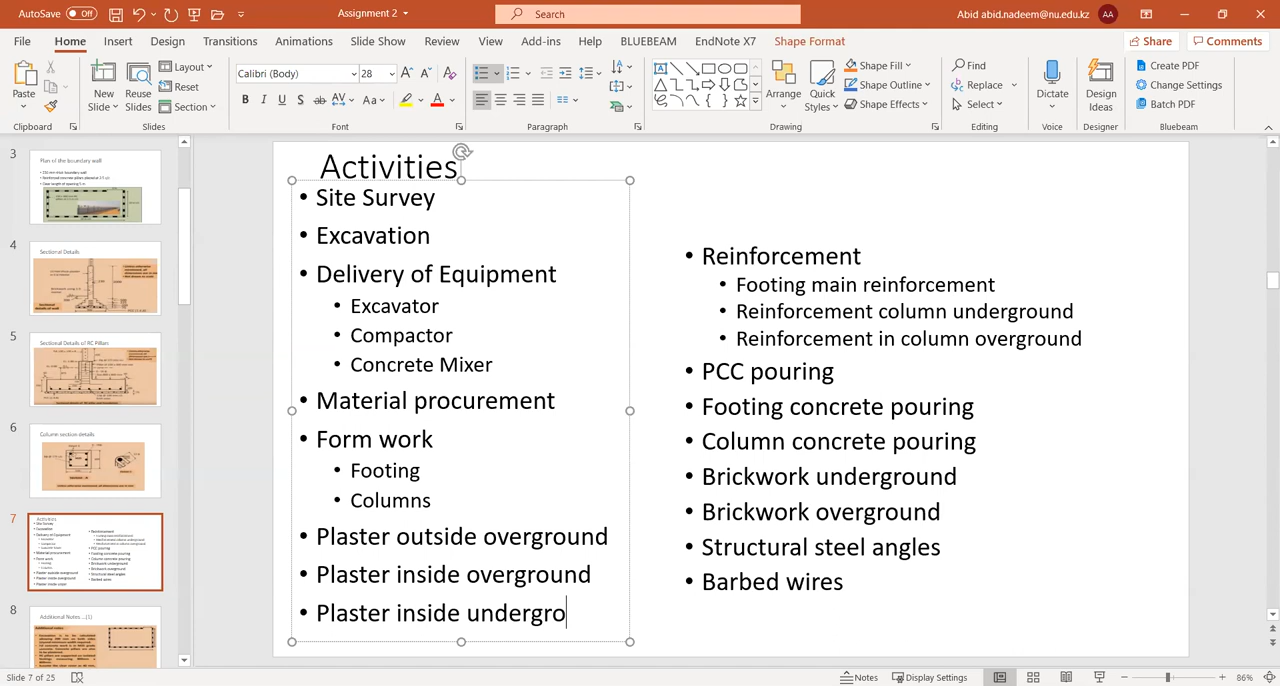 AutoSave Off
Assignment 2
Search
Abid abid.nadeem@nu.edu.kz AA
File Home Insert Design Transitions Animations Slide Show Review View Add-ins Help BLUEBEAM EndNote X7 Shape Format Share Comments
Paste
New Slide
Reuse Slides
Layout
Reset
Section
Calibri (Body) 28
Arrange
Quick Styles
Shape Fill
Shape Outline
Shape Effects
Find
Replace
Select
Dictate
Design Ideas
Create PDF
Change Settings
Batch PDF
Clipboard Slides Font Paragraph Drawing Editing Voice Designer Bluebeam
3
Plan of the boundary wall
4
Sectional Details
5
Sectional Details of RC Pillars
6
Column section details
7
8
Additional Notes ...(1)
Activities
• Site Survey
• Excavation
• Delivery of Equipment
• Excavator
• Compactor
• Concrete Mixer
• Material procurement
• Form work
• Footing
• Columns
• Plaster outside overground
• Plaster inside overground
• Plaster inside undergro
• Reinforcement
• Footing main reinforcement
• Reinforcement column underground
• Reinforcement in column overground
• PCC pouring
• Footing concrete pouring
• Column concrete pouring
• Brickwork underground
• Brickwork overground
• Structural steel angles
• Barbed wires
Slide 7 of 25
Notes
Display Settings
86%